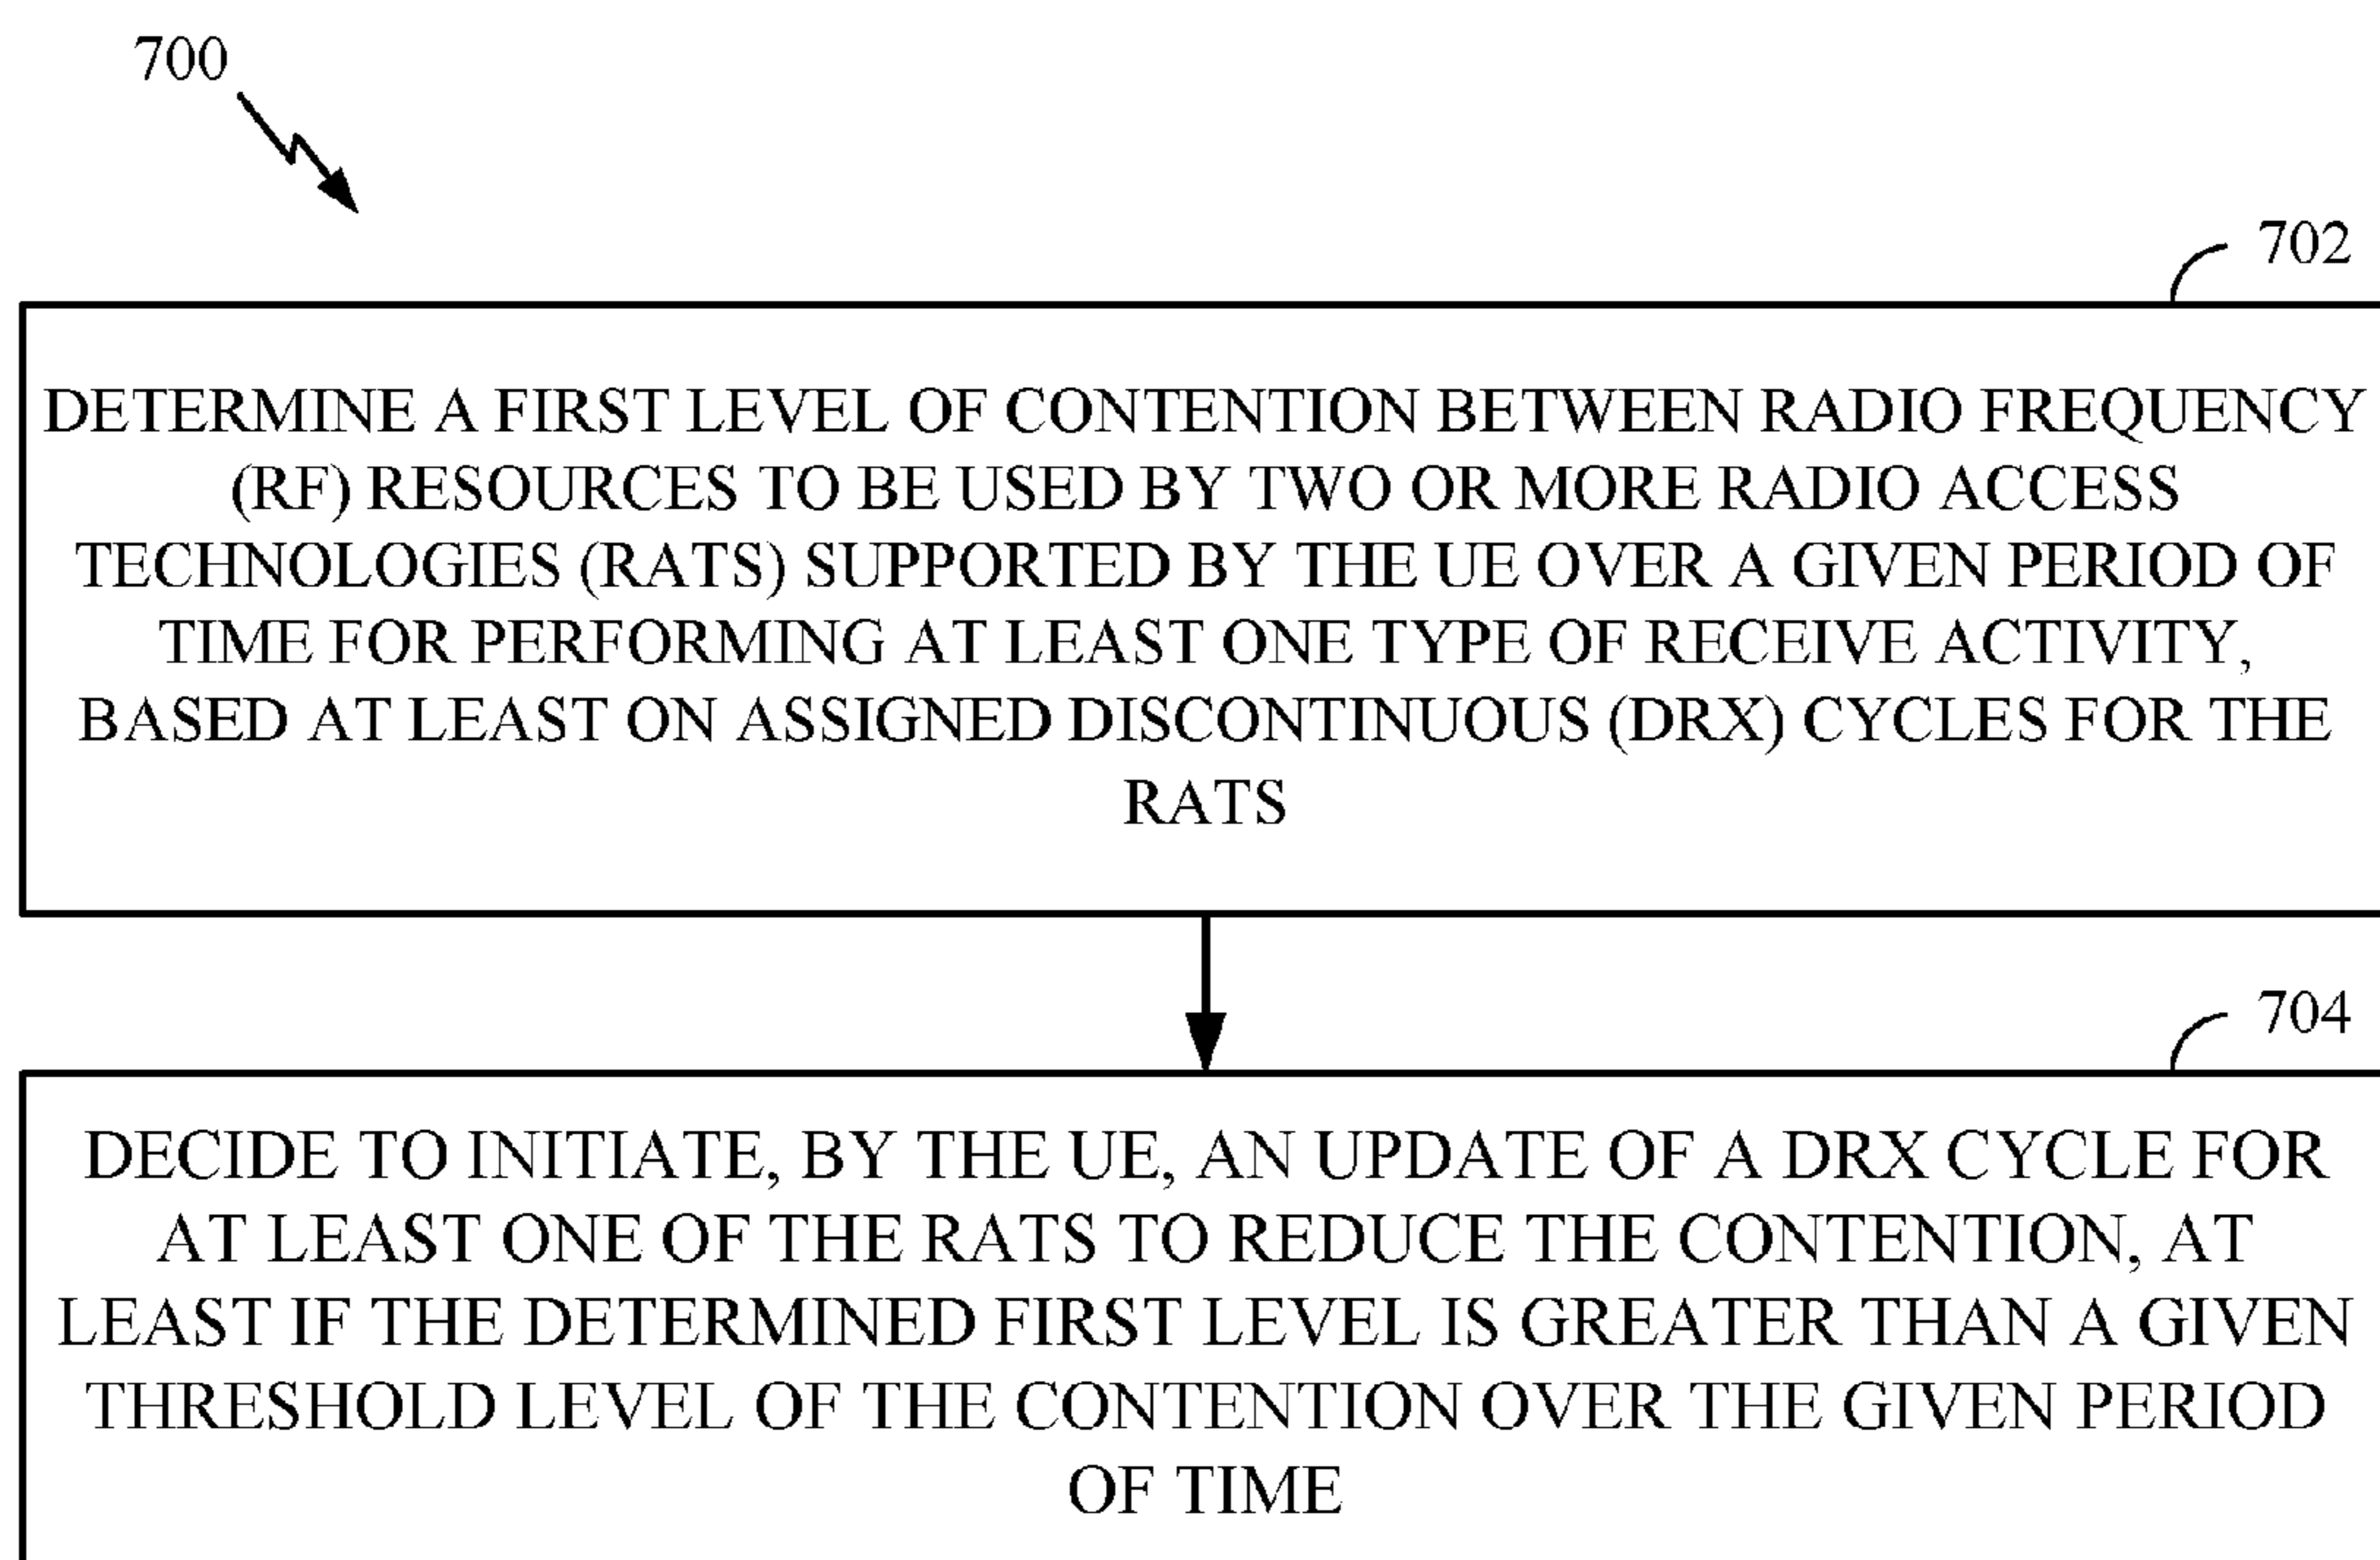 700
702
DETERMINE A FIRST LEVEL OF CONTENTION BETWEEN RADIO FREQUENCY
(RF) RESOURCES TO BE USED BY TWO OR MORE RADIO ACCESS
TECHNOLOGIES (RATS) SUPPORTED BY THE UE OVER A GIVEN PERIOD OF
TIME FOR PERFORMING AT LEAST ONE TYPE OF RECEIVE ACTIVITY,
BASED AT LEAST ON ASSIGNED DISCONTINUOUS (DRX) CYCLES FOR THE
RATS
704
DECIDE TO INITIATE, BY THE UE, AN UPDATE OF A DRX CYCLE FOR
AT LEAST ONE OF THE RATS TO REDUCE THE CONTENTION, AT
LEAST IF THE DETERMINED FIRST LEVEL IS GREATER THAN A GIVEN
THRESHOLD LEVEL OF THE CONTENTION OVER THE GIVEN PERIOD
OF TIME